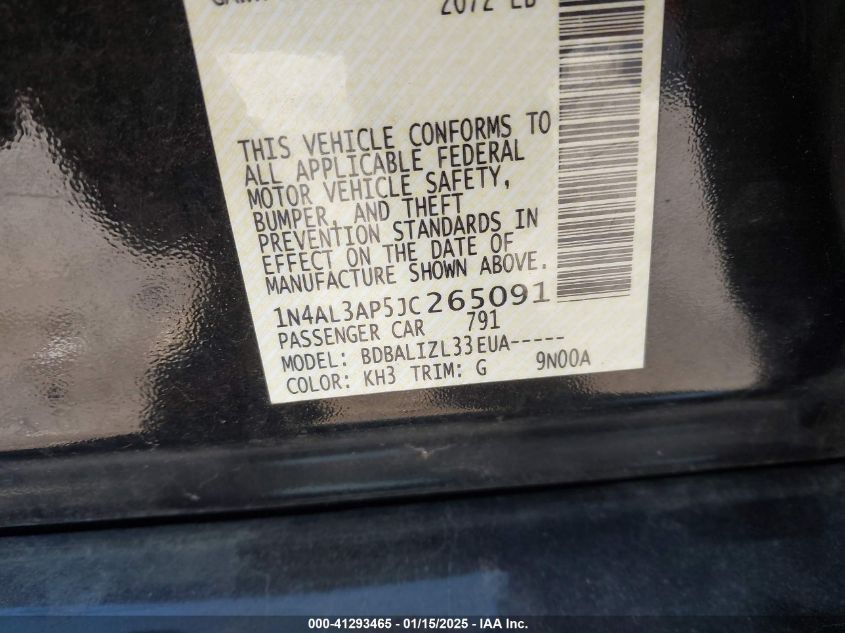 2072 LB
THIS VEHICLE CONFORMS TO
ALL APPLICABLE FEDERAL
MOTOR VEHICLE SAFETY,
BUMPER, AND THEFT
PREVENTION STANDARDS IN
EFFECT ON THE DATE OF
MANUFACTURE SHOWN ABOVE.
1N4AL3AP5JC265091
PASSENGER CAR 791
MODEL: BDBALIZL33EUA-----
COLOR: KH3 TRIM: G 9N00A
000-41293465 - 01/15/2025 - IAA Inc.